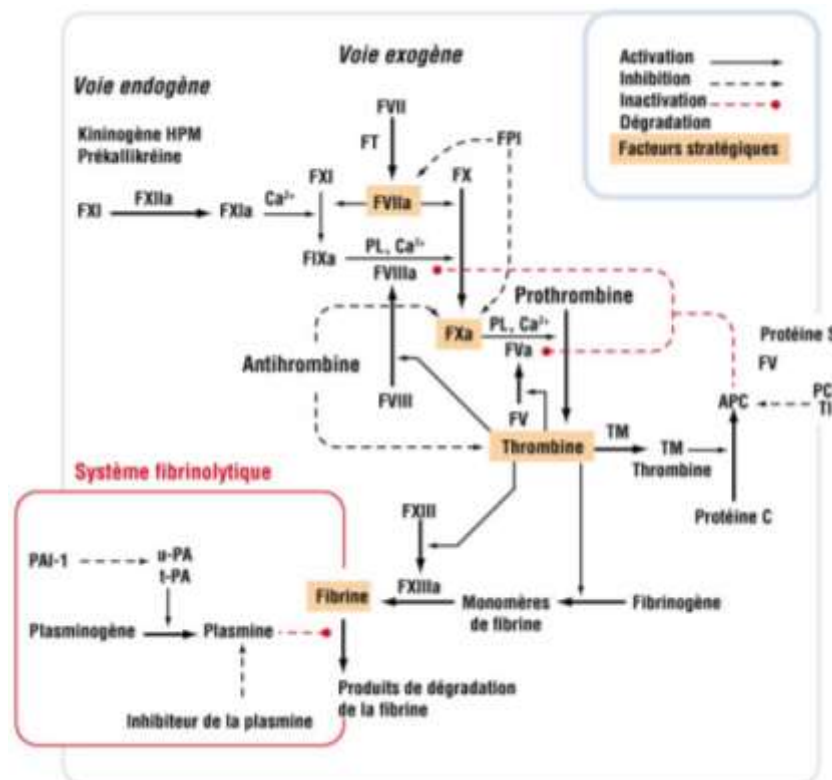 Voie exogène
Voie endogène
Activation
Inhibition
Inactivation
Dégradation
Facteurs stratégiques
Kininogène HPM
Prékallikréine
FVII
FT
FPI
FXI
FX
FXI
FXIIa
FXIa
Ca²⁺
FVIIa
FIXa
PL, Ca²⁺
FVIIIa
Prothrombine
FXa
PL, Ca²⁺
FVa
Protéine S
FV
Antihrombine
FVIII
FV
APC
PC
Thrombine
TM
TM
Thrombine
Protéine C
Système fibrinolytique
FXIII
PAI-1
u-PA
t-PA
FXIIIa
Fibrine
Monomères
de fibrine
Fibrinogène
Plasminogène
Plasmine
Produits de dégradation
de la fibrine
Inhibiteur de la plasmine